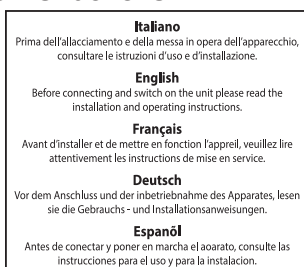 Italiano
Prima dell'allacciamento e della messa in opera dell'apparecchio,
consultare le istruzioni d'uso e d'installazione.
English
Before connecting and switch on the unit please read the
installation and operating instructions.
Français
Avant d'installer et de mettre en fonction l'appreil, veuillez lire
attentivement les instructions de mise en service.
Deutsch
Vor dem Anschluss und der inbetriebnahme des Apparates, lesen
sie die Gebrauchs - und Installationsanweisungen.
Espanõl
Antes de conectar y poner en marcha el aoarato, consulte las
instrucciones para el uso y para la instalacion.